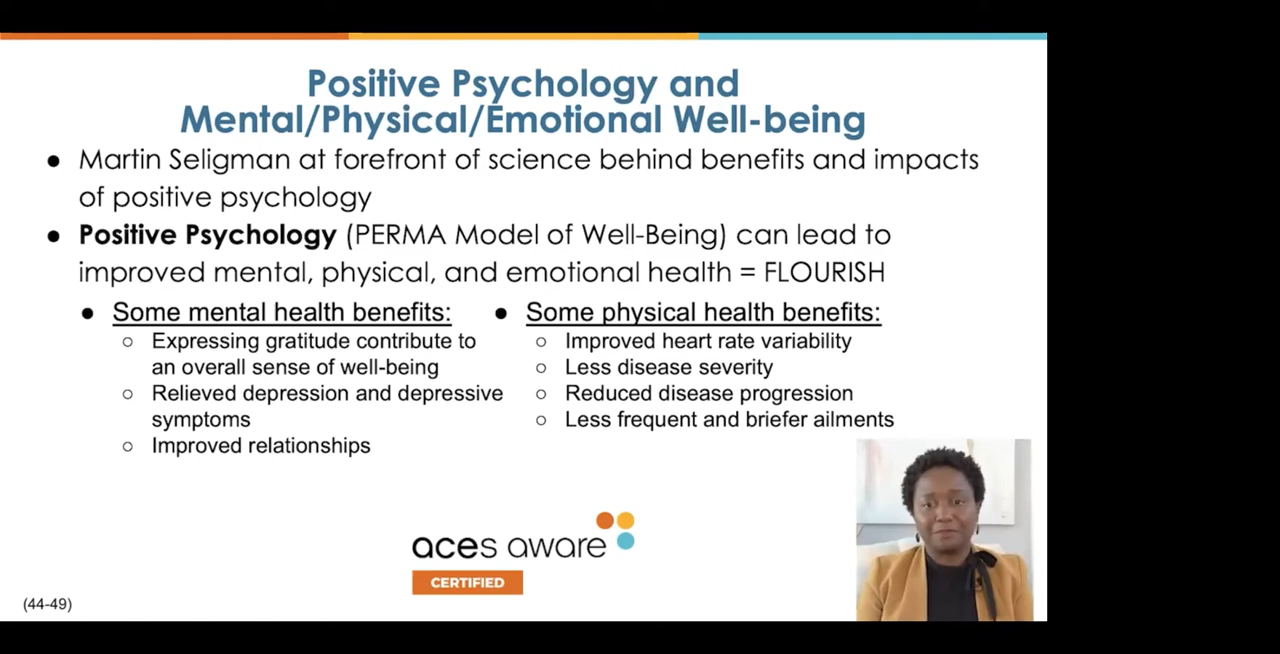 Positive Psychology and
Mental/Physical/Emotional Well-being
● Martin Seligman at forefront of science behind benefits and impacts
of positive psychology
● Positive Psychology (PERMA Model of Well-Being) can lead to
improved mental, physical, and emotional health = FLOURISH
● Some mental health benefits:
○ Expressing gratitude contribute to
an overall sense of well-being
○ Relieved depression and depressive
symptoms
○ Improved relationships
● Some physical health benefits:
○ Improved heart rate variability
○ Less disease severity
○ Reduced disease progression
○ Less frequent and briefer ailments
aces aware
CERTIFIED
(44-49)